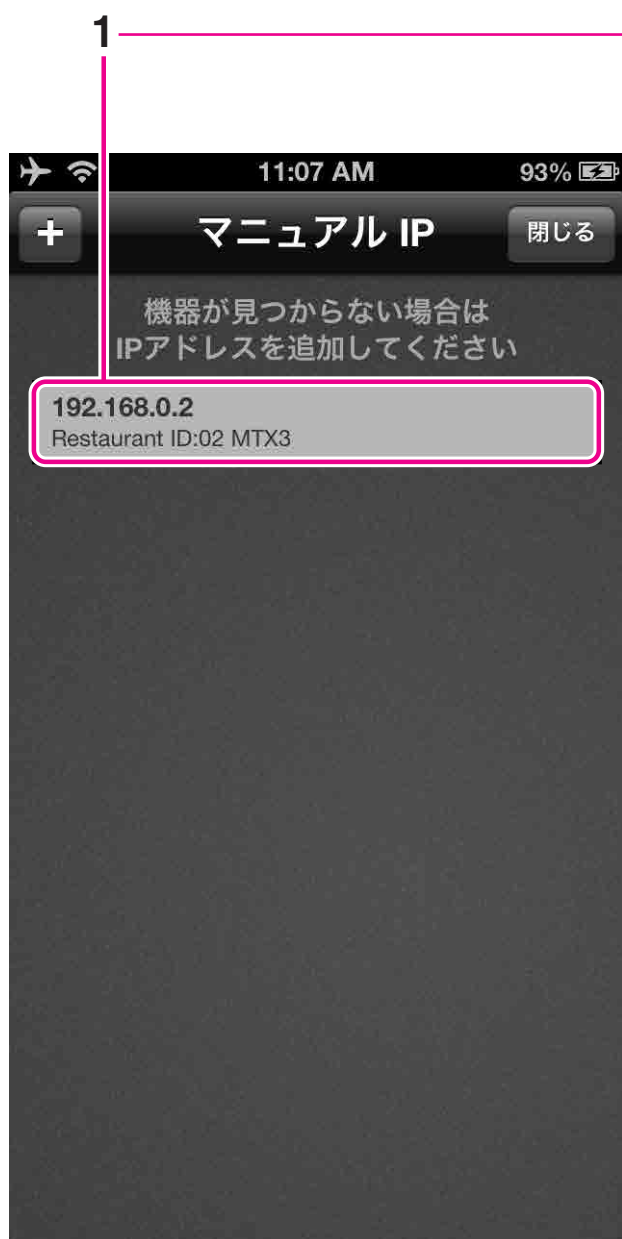 1
11:07 AM 93%
+ マニュアル IP 閉じる
機器が見つからない場合は
IPアドレスを追加してください
192.168.0.2
Restaurant ID:02 MTX3